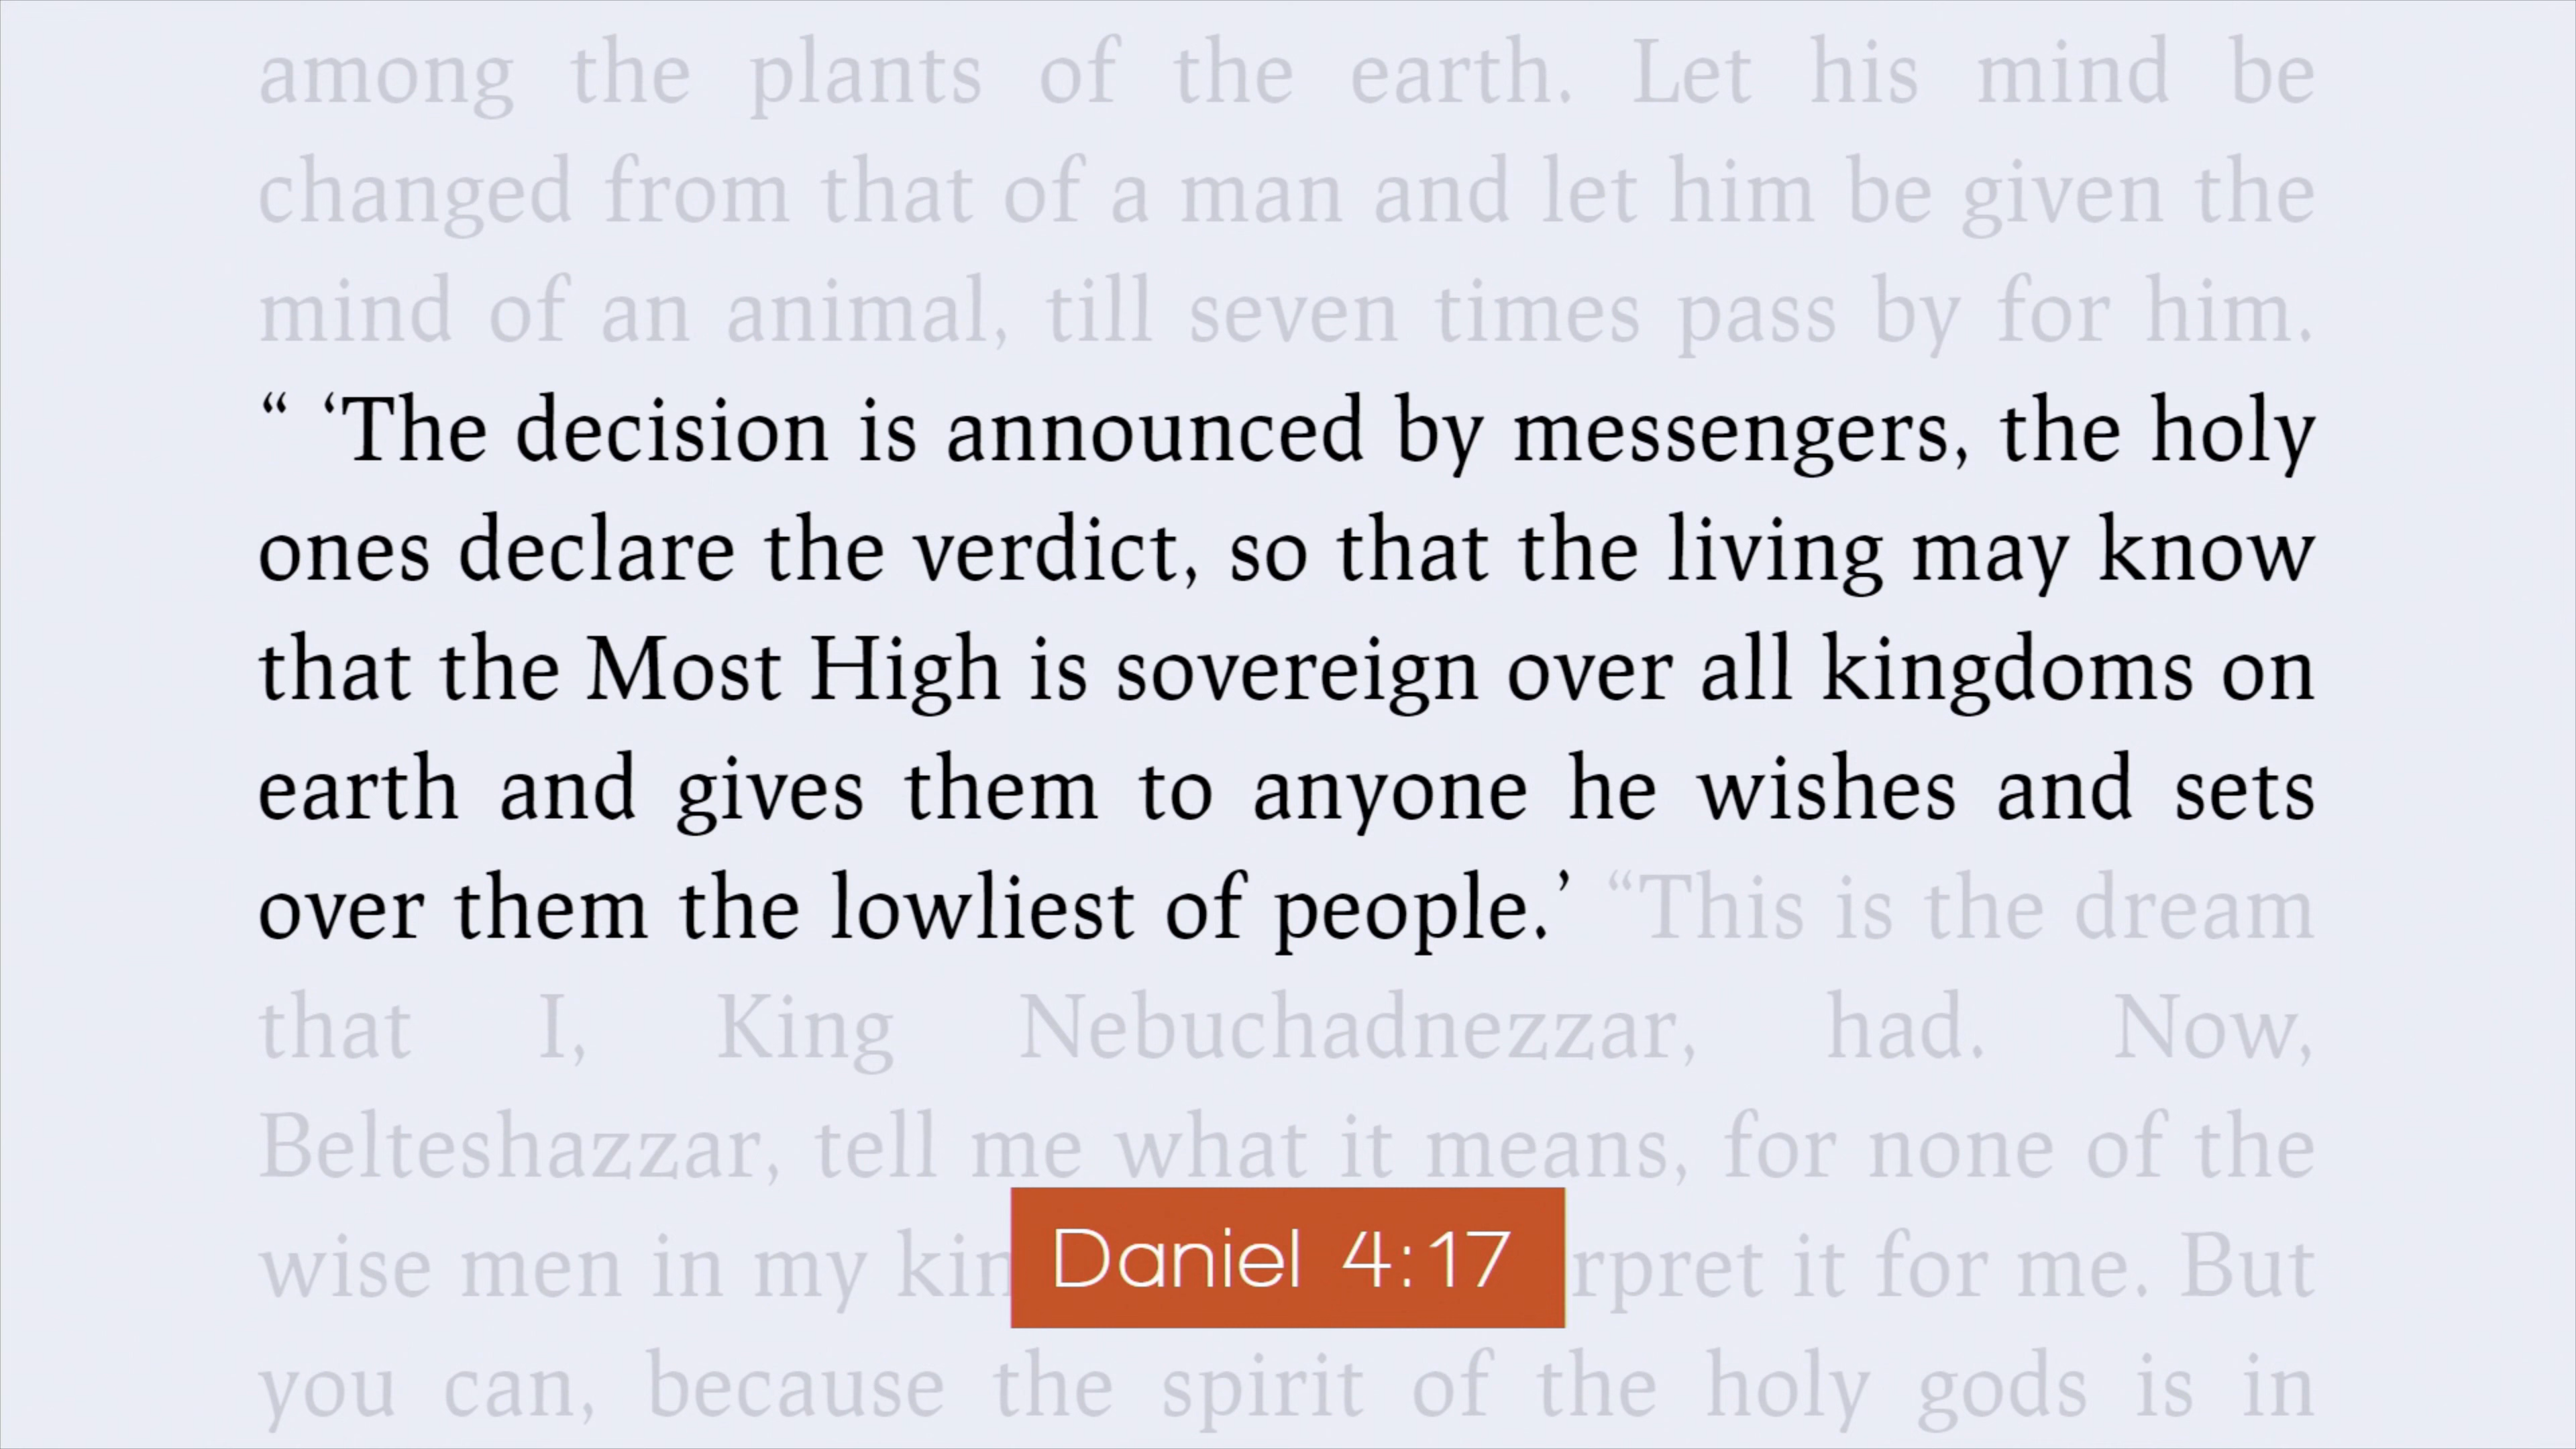 among the plants of the earth. Let his mind be
changed from that of a man and let him be given the
mind of an animal, till seven times pass by for him.
“ ‘The decision is announced by messengers, the holy
ones declare the verdict, so that the living may know
that the Most High is sovereign over all kingdoms on
earth and gives them to anyone he wishes and sets
over them the lowliest of people.’ “This is the dream
that I, King Nebuchadnezzar, had. Now,
Belteshazzar, tell me what it means, for none of the
wise men in my it for me. But
Daniel 4:17
you can, because the spirit of the holy gods is in